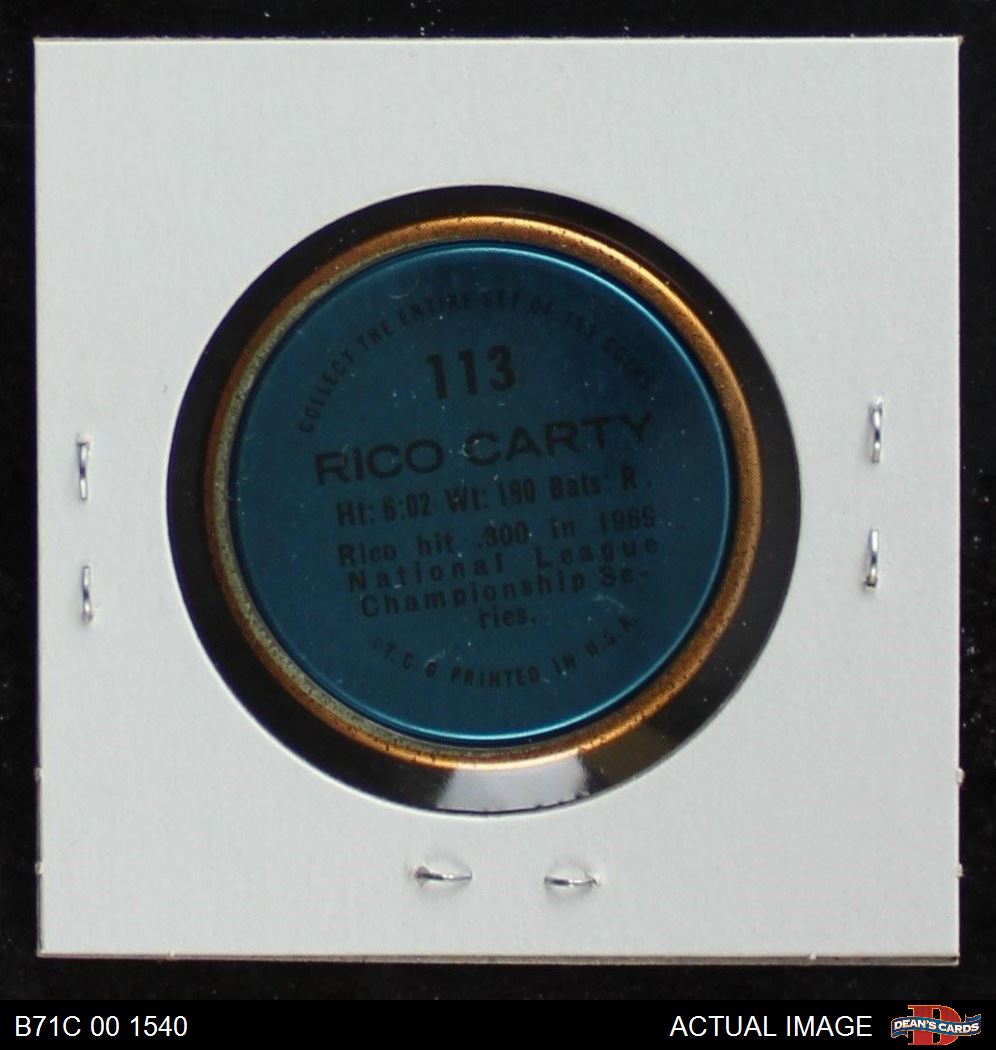 COLLECT THE ENTIRE SET OF 153 COINS
113
RICO CARTY
Ht: 6:02 Wt: 190 Bats: R.
Rico hit .300 in 1969
National League
Championship Se-
ries.
©T.C.G PRINTED IN U.S.A.
B71C 00 1540
ACTUAL IMAGE
DEAN'S CARDS